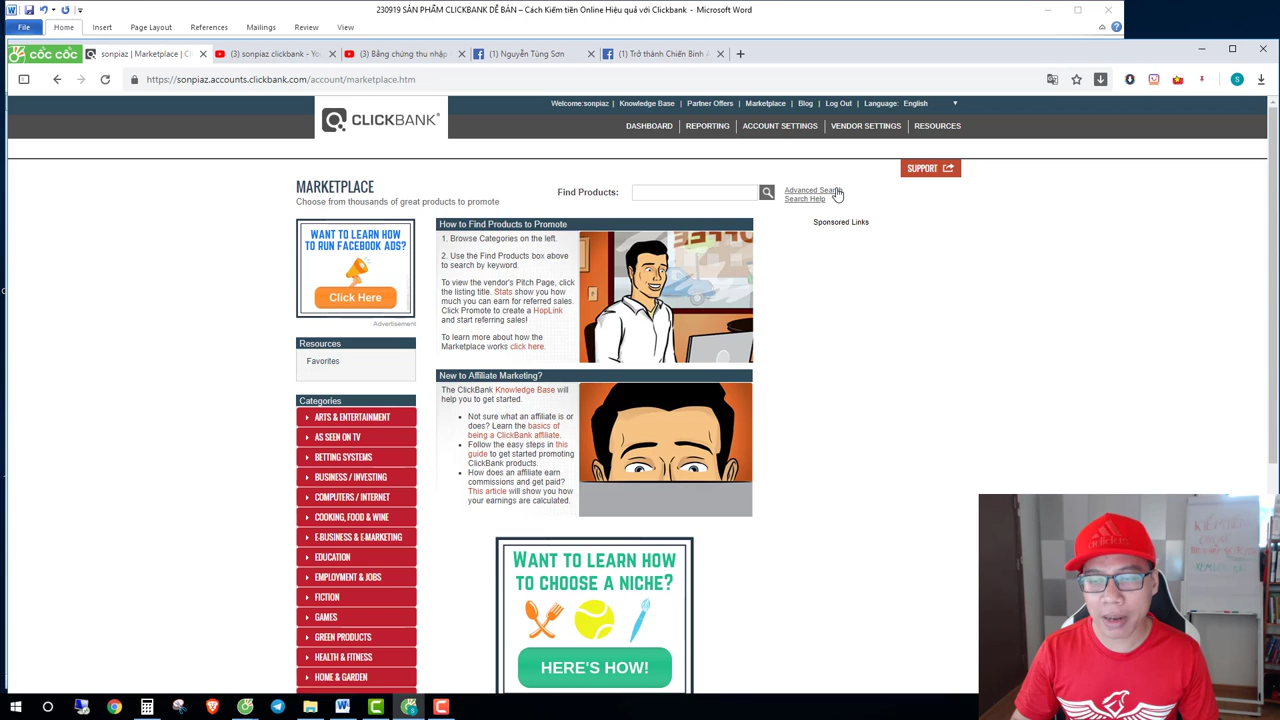 230919 SẢN PHẨM CLICKBANK DỄ BÁN – Cách Kiếm tiền Online Hiệu quả với Clickbank - Microsoft Word
File Home Insert Page Layout References Mailings Review View
CỐC CỐC
sonpiaz | Marketplace | Cl
(3) sonpiaz clickbank - Yo
(3) Bằng chứng thu nhập
(1) Nguyễn Tùng Sơn
(1) Trở thành Chiến Binh A
https://sonpiaz.accounts.clickbank.com/account/marketplace.htm
Welcome:sonpiaz | Knowledge Base | Partner Offers | Marketplace | Blog | Log Out | Language: English
CLICKBANK
DASHBOARD | REPORTING | ACCOUNT SETTINGS | VENDOR SETTINGS | RESOURCES
SUPPORT
MARKETPLACE
Choose from thousands of great products to promote
Find Products:
Advanced Search
Search Help
Sponsored Links
WANT TO LEARN HOW
TO RUN FACEBOOK ADS?
Click Here
Advertisement
Resources
Favorites
Categories
ARTS & ENTERTAINMENT
AS SEEN ON TV
BETTING SYSTEMS
BUSINESS / INVESTING
COMPUTERS / INTERNET
COOKING, FOOD & WINE
E-BUSINESS & E-MARKETING
EDUCATION
EMPLOYMENT & JOBS
FICTION
GAMES
GREEN PRODUCTS
HEALTH & FITNESS
HOME & GARDEN
How to Find Products to Promote
1. Browse Categories on the left.
2. Use the Find Products box above
to search by keyword.
To view the vendor's Pitch Page, click
the listing title. Stats show you how
much you can earn for referred sales.
Click Promote to create a HopLink
and start referring sales!
To learn more about how the
Marketplace works click here.
New to Affiliate Marketing?
The ClickBank Knowledge Base will
help you to get started.
Not sure what an affiliate is or
does? Learn the basics of
being a ClickBank affiliate.
Follow the easy steps in this
guide to get started promoting
ClickBank products.
How does an affiliate earn
commissions and get paid?
This article will show you how
your earnings are calculated.
WANT TO LEARN HOW
TO CHOOSE A NICHE?
HERE'S HOW!
adidas